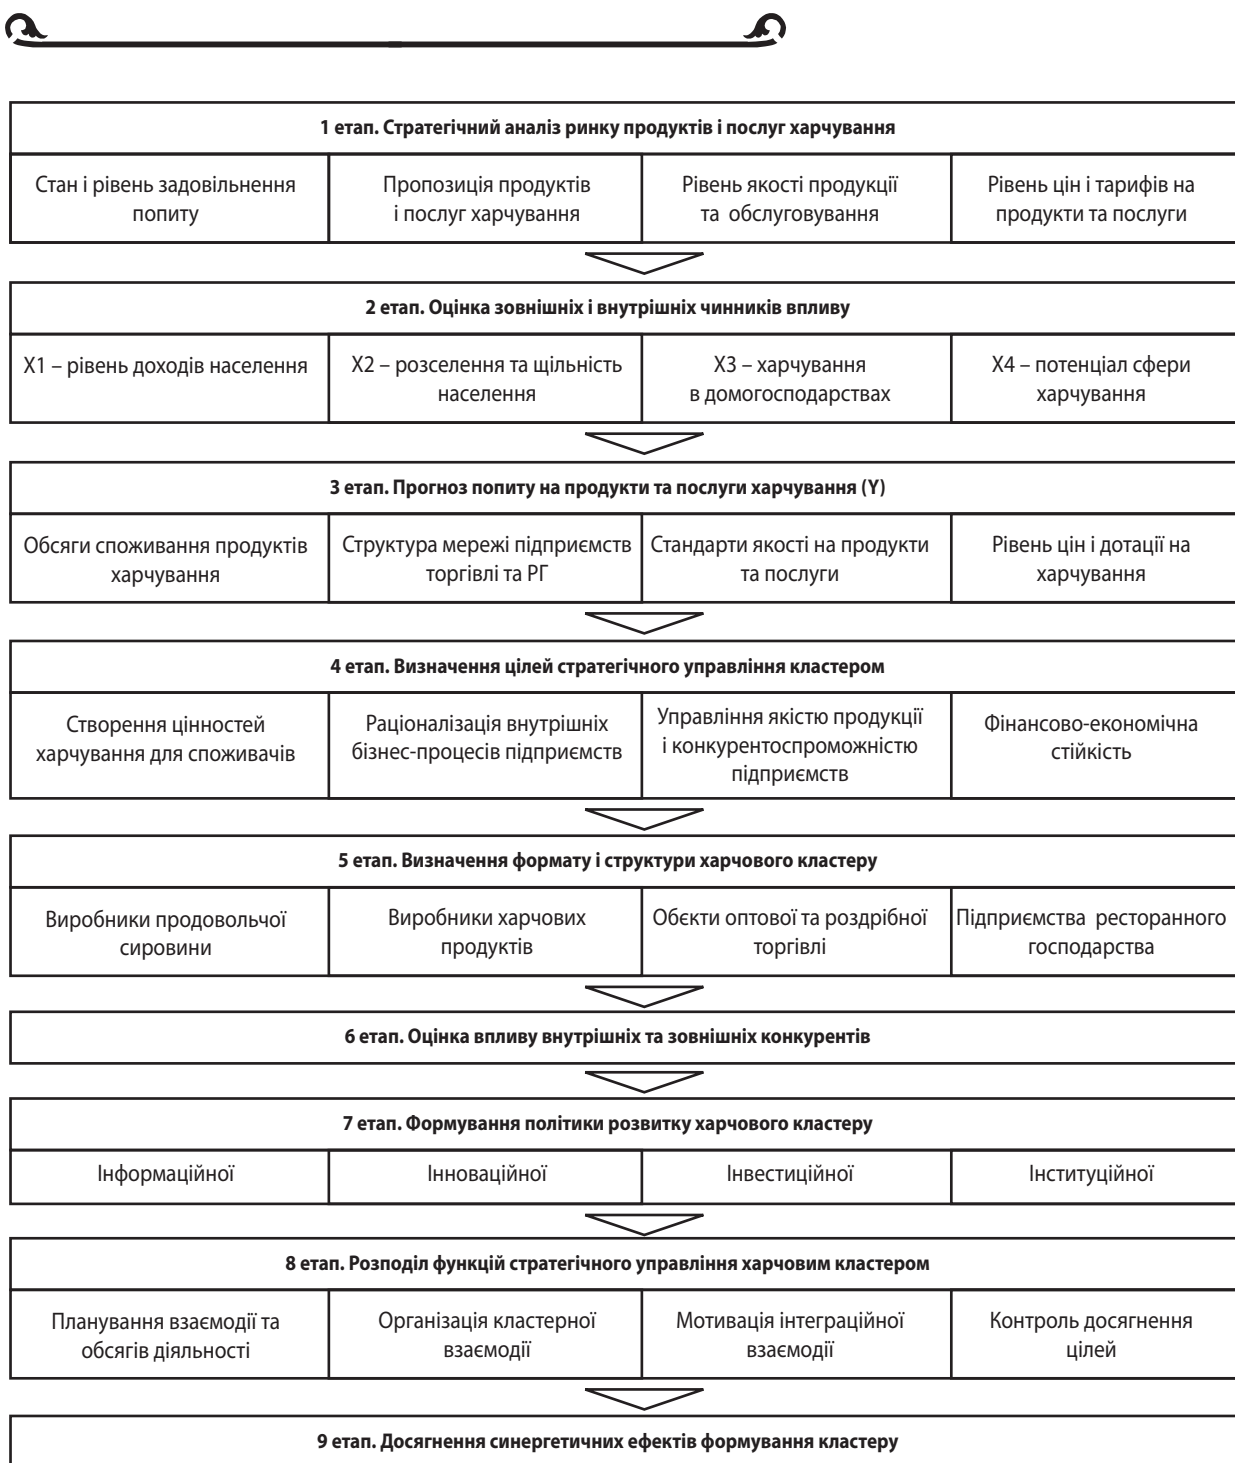 1 етап. Стратегічний аналіз ринку продуктів і послуг харчування
Стан і рівень задовільнення
попиту
Пропозиція продуктів
і послуг харчування
Рівень якості продукції
та обслуговування
Рівень цін і тарифів на
продукти та послуги
2 етап. Оцінка зовнішніх і внутрішніх чинників впливу
Х1 – рівень доходів населення
Х2 – розселення та щільність
населення
Х3 – харчування
в домогосподарствах
Х4 – потенціал сфери
харчування
3 етап. Прогноз попиту на продукти та послуги харчування (Y)
Обсяги споживання продуктів
харчування
Структура мережі підприємств
торгівлі та РГ
Стандарти якості на продукти
та послуги
Рівень цін і дотації на
харчування
4 етап. Визначення цілей стратегічного управління кластером
Створення цінностей
харчування для споживачів
Раціоналізація внутрішніх
бізнес-процесів підприємств
Управління якістю продукції
і конкурентоспроможністю
підприємств
Фінансово-економічна
стійкість
5 етап. Визначення формату і структури харчового кластеру
Виробники продовольчої
сировини
Виробники харчових
продуктів
Обєкти оптової та роздрібної
торгівлі
Підприємства ресторанного
господарства
6 етап. Оцінка впливу внутрішніх та зовнішніх конкурентів
7 етап. Формування політики розвитку харчового кластеру
Інформаційної
Інноваційної
Інвестиційної
Інституційної
8 етап. Розподіл функцій стратегічного управління харчовим кластером
Планування взаємодії та
обсягів діяльності
Організація кластерної
взаємодії
Мотивація інтеграційної
взаємодії
Контроль досягнення
цілей
9 етап. Досягнення синергетичних ефектів формування кластеру